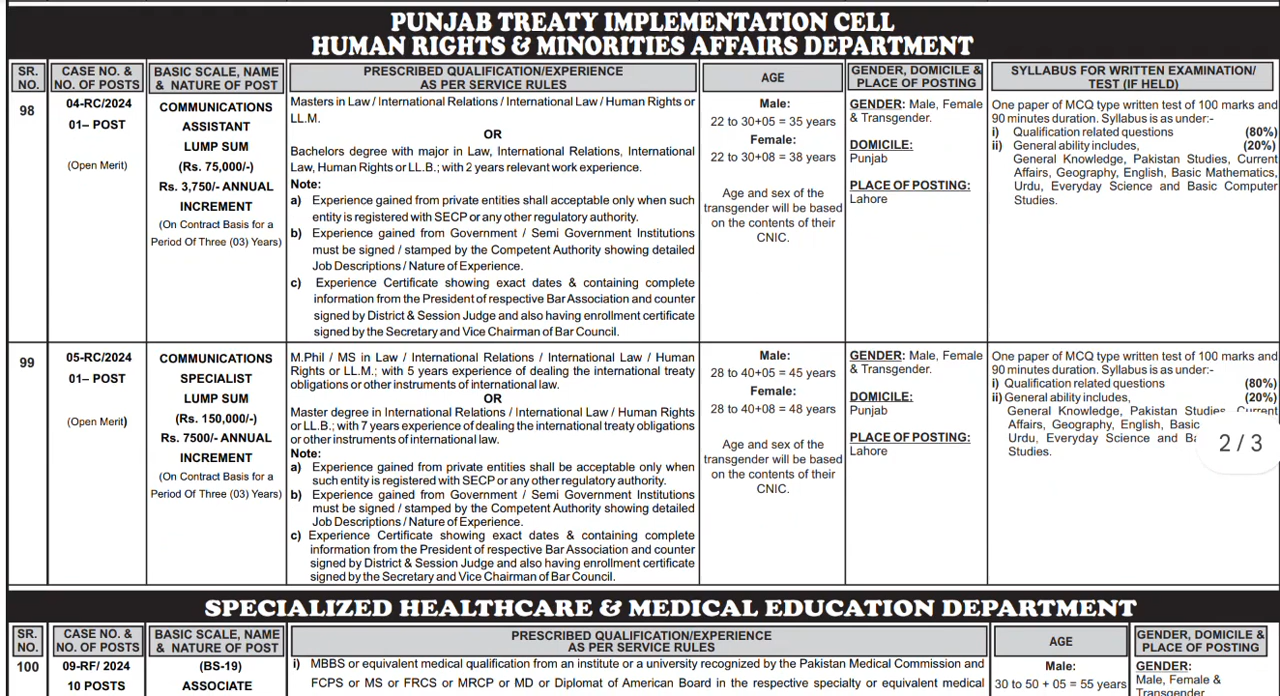 PUNJAB TREATY IMPLEMENTATION CELL
HUMAN RIGHTS & MINORITIES AFFAIRS DEPARTMENT
SR. NO.
CASE NO. & NO. OF POSTS
BASIC SCALE, NAME & NATURE OF POST
PRESCRIBED QUALIFICATION/EXPERIENCE
AS PER SERVICE RULES
AGE
GENDER, DOMICILE & PLACE OF POSTING
SYLLABUS FOR WRITTEN EXAMINATION/ TEST (IF HELD)
98
04-RC/2024
01– POST
(Open Merit)
COMMUNICATIONS
ASSISTANT
LUMP SUM
(Rs. 75,000/-)
Rs. 3,750/- ANNUAL
INCREMENT
(On Contract Basis for a
Period Of Three (03) Years)
Masters in Law / International Relations / International Law / Human Rights or
LL.M.
OR
Bachelors degree with major in Law, International Relations, International
Law, Human Rights or LL.B.; with 2 years relevant work experience.
Note:
a) Experience gained from private entities shall acceptable only when such
entity is registered with SECP or any other regulatory authority.
b) Experience gained from Government / Semi Government Institutions
must be signed / stamped by the Competent Authority showing detailed
Job Descriptions / Nature of Experience.
c) Experience Certificate showing exact dates & containing complete
information from the President of respective Bar Association and counter
signed by District & Session Judge and also having enrollment certificate
signed by the Secretary and Vice Chairman of Bar Council.
Male:
22 to 30+05 = 35 years
Female:
22 to 30+08 = 38 years
Age and sex of the
transgender will be based
on the contents of their
CNIC.
GENDER: Male, Female
& Transgender.
DOMICILE:
Punjab
PLACE OF POSTING:
Lahore
One paper of MCQ type written test of 100 marks and
90 minutes duration. Syllabus is as under:-
i) Qualification related questions (80%)
ii) General ability includes, (20%)
General Knowledge, Pakistan Studies, Current
Affairs, Geography, English, Basic Mathematics,
Urdu, Everyday Science and Basic Computer
Studies.
99
05-RC/2024
01– POST
(Open Merit)
COMMUNICATIONS
SPECIALIST
LUMP SUM
(Rs. 150,000/-)
Rs. 7500/- ANNUAL
INCREMENT
(On Contract Basis for a
Period Of Three (03) Years)
M.Phil / MS in Law / International Relations / International Law / Human
Rights or LL.M.; with 5 years experience of dealing the international treaty
obligations or other instruments of international law.
OR
Master degree in International Relations / International Law / Human Rights
or LL.B.; with 7 years experience of dealing the international treaty obligations
or other instruments of international law.
Note:
a) Experience gained from private entities shall be acceptable only when
such entity is registered with SECP or any other regulatory authority.
b) Experience gained from Government / Semi Government Institutions
must be signed / stamped by the Competent Authority showing detailed
Job Descriptions / Nature of Experience.
c) Experience Certificate showing exact dates & containing complete
information from the President of respective Bar Association and counter
signed by District & Session Judge and also having enrollment certificate
signed by the Secretary and Vice Chairman of Bar Council.
Male:
28 to 40+05 = 45 years
Female:
28 to 40+08 = 48 years
Age and sex of the
transgender will be based
on the contents of their
CNIC.
GENDER: Male, Female
& Transgender.
DOMICILE:
Punjab
PLACE OF POSTING:
Lahore
One paper of MCQ type written test of 100 marks and
90 minutes duration. Syllabus is as under:-
i) Qualification related questions (80%)
ii) General ability includes, (20%)
General Knowledge, Pakistan Studies, Current
Affairs, Geography, English, Basic
Urdu, Everyday Science and Ba
Studies.
2 / 3
SPECIALIZED HEALTHCARE & MEDICAL EDUCATION DEPARTMENT
SR. NO.
CASE NO. & NO. OF POSTS
BASIC SCALE, NAME & NATURE OF POST
PRESCRIBED QUALIFICATION/EXPERIENCE
AS PER SERVICE RULES
AGE
GENDER, DOMICILE & PLACE OF POSTING
100
09-RF/ 2024
10 POSTS
(BS-19)
ASSOCIATE
i) MBBS or equivalent medical qualification from an institute or a university recognized by the Pakistan Medical Commission and
FCPS or MS or FRCS or MRCP or MD or Diplomat of American Board in the respective specialty or equivalent medical
Male:
30 to 50 + 05 = 55 years
GENDER:
Male, Female &
Transgender